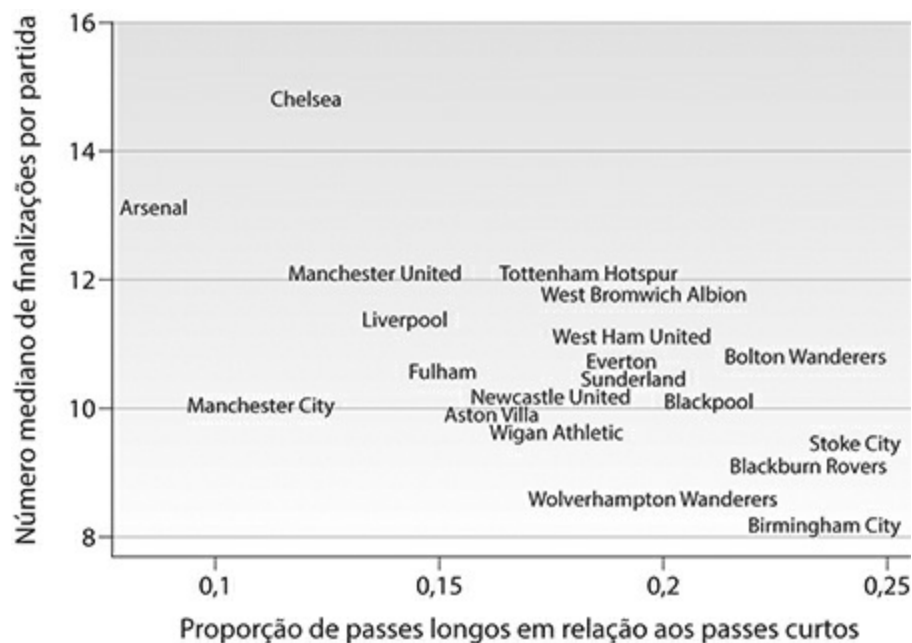 Número mediano de finalizações por partida
16
14
12
10
8
Chelsea
Arsenal
Manchester United
Tottenham Hotspur
West Bromwich Albion
Liverpool
West Ham United
Bolton Wanderers
Everton
Fulham
Sunderland
Newcastle United
Blackpool
Manchester City
Aston Villa
Wigan Athletic
Stoke City
Blackburn Rovers
Wolverhampton Wanderers
Birmingham City
0,1
0,15
0,2
0,25
Proporção de passes longos em relação aos passes curtos